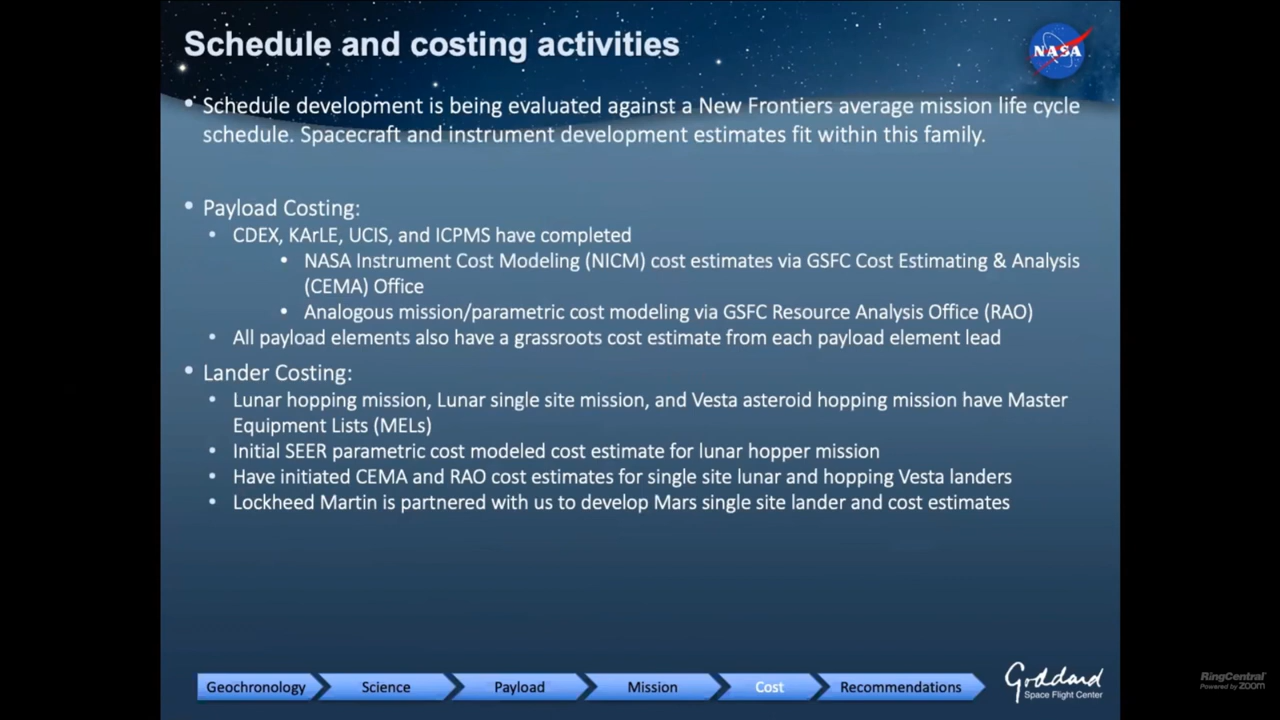 Schedule and costing activities
NASA
• Schedule development is being evaluated against a New Frontiers average mission life cycle
schedule. Spacecraft and instrument development estimates fit within this family.
• Payload Costing:
• CDEX, KArLE, UCIS, and ICPMS have completed
• NASA Instrument Cost Modeling (NICM) cost estimates via GSFC Cost Estimating & Analysis
(CEMA) Office
• Analogous mission/parametric cost modeling via GSFC Resource Analysis Office (RAO)
• All payload elements also have a grassroots cost estimate from each payload element lead
• Lander Costing:
• Lunar hopping mission, Lunar single site mission, and Vesta asteroid hopping mission have Master
Equipment Lists (MELs)
• Initial SEER parametric cost modeled cost estimate for lunar hopper mission
• Have initiated CEMA and RAO cost estimates for single site lunar and hopping Vesta landers
• Lockheed Martin is partnered with us to develop Mars single site lander and cost estimates
Geochronology
Science
Payload
Mission
Cost
Recommendations
Goddard
Space Flight Center
RingCentral
Powered by zoom